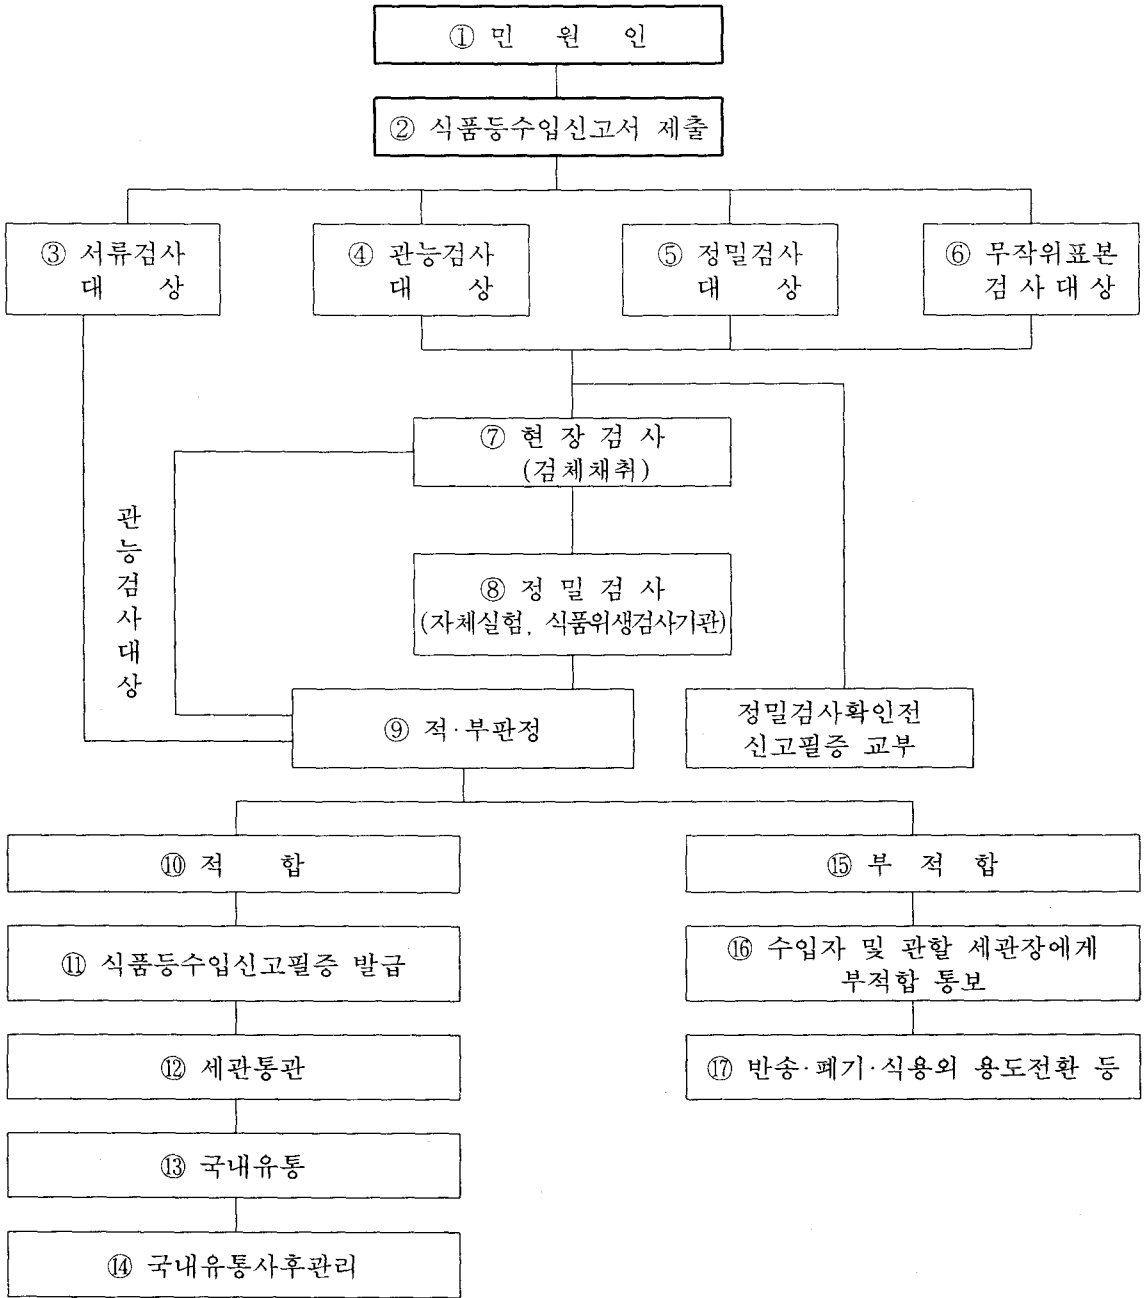 ① 민 원 인
② 식품등수입신고서 제출
③ 서류검사
대 상
④ 관능검사
대 상
⑤ 정밀검사
대 상
⑥ 무작위표본
검사대상
⑦ 현 장 검 사
(검체채취)
관능검사대상
⑧ 정 밀 검 사
(자체실험, 식품위생검사기관)
⑨ 적·부판정
정밀검사확인전
신고필증 교부
⑩ 적 합
⑪ 식품등수입신고필증 발급
⑫ 세관통관
⑬ 국내유통
⑭ 국내유통사후관리
⑮ 부 적 합
⑯ 수입자 및 관할 세관장에게
부적합 통보
⑰ 반송·폐기·식용외 용도전환 등